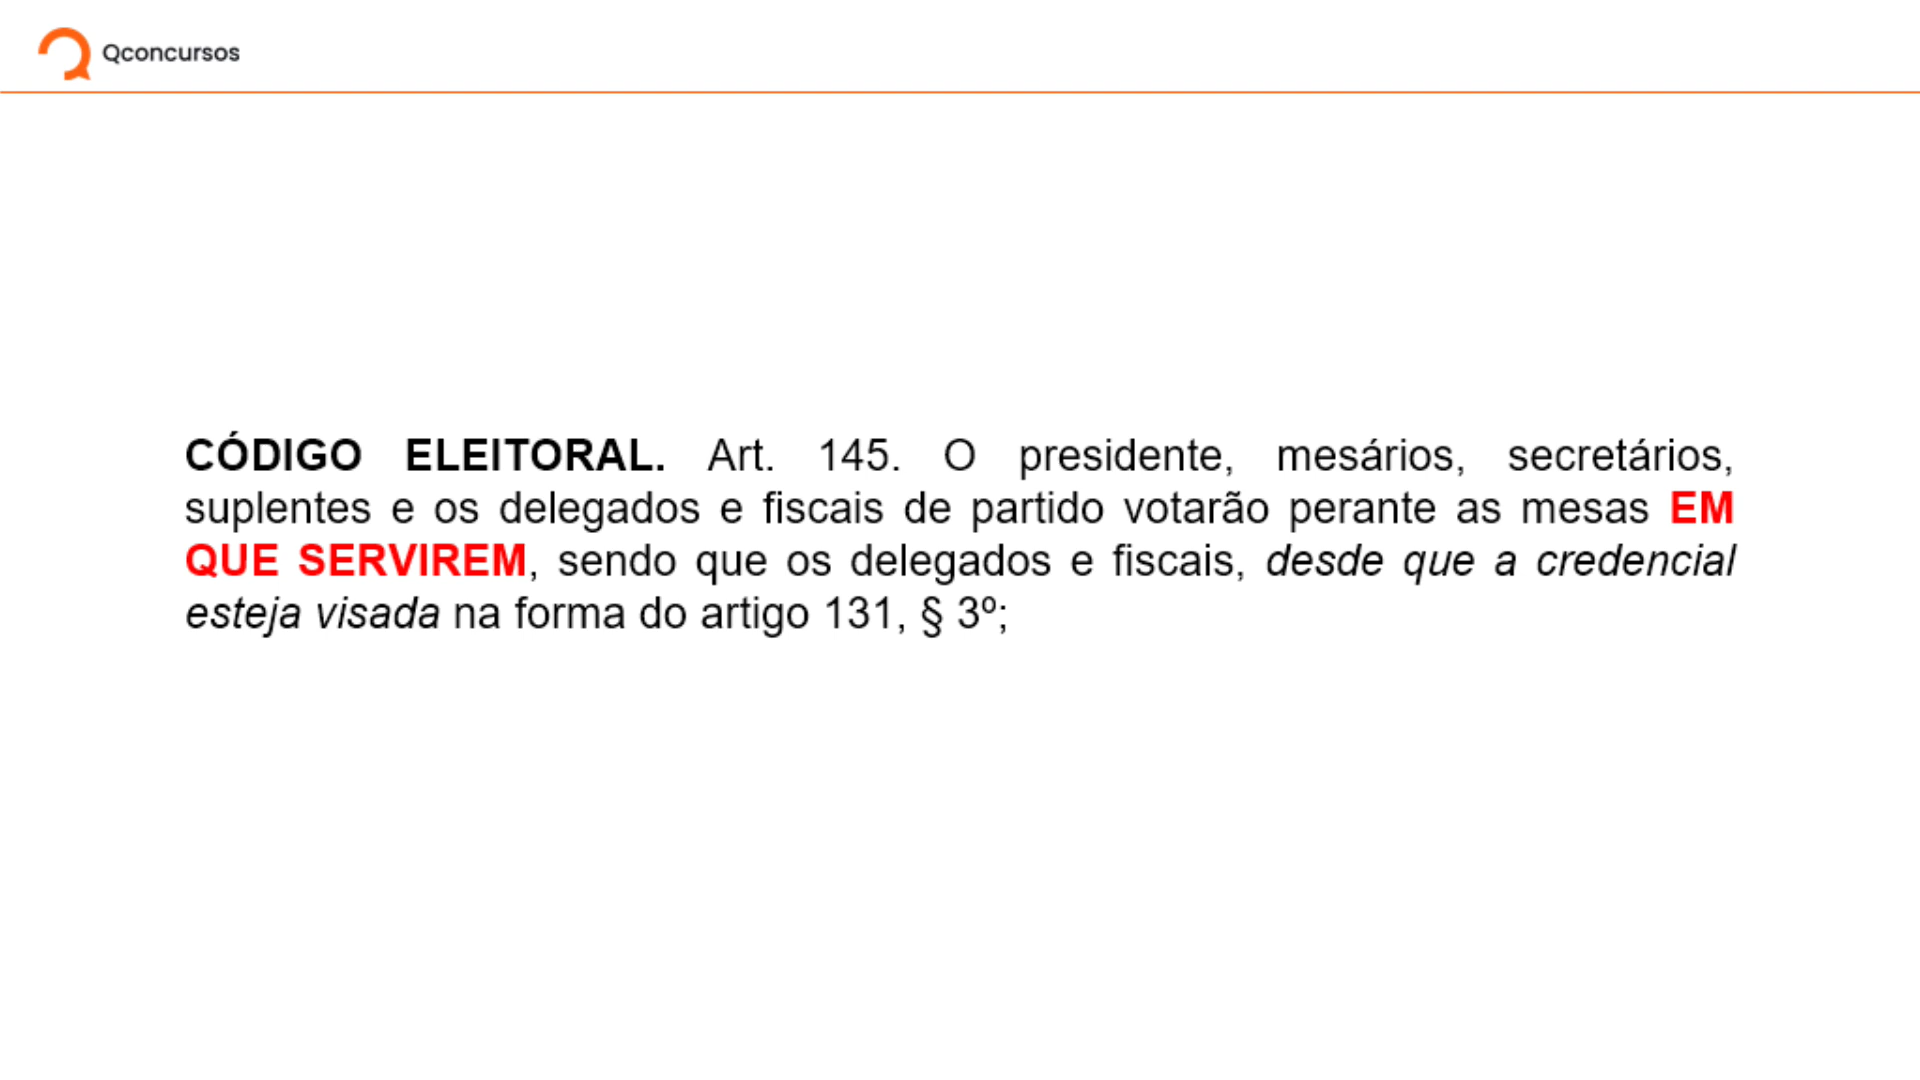 Qconcursos
CÓDIGO ELEITORAL. Art. 145. O presidente, mesários, secretários,
suplentes e os delegados e fiscais de partido votarão perante as mesas EM
QUE SERVIREM, sendo que os delegados e fiscais, desde que a credencial
esteja visada na forma do artigo 131, § 3º;